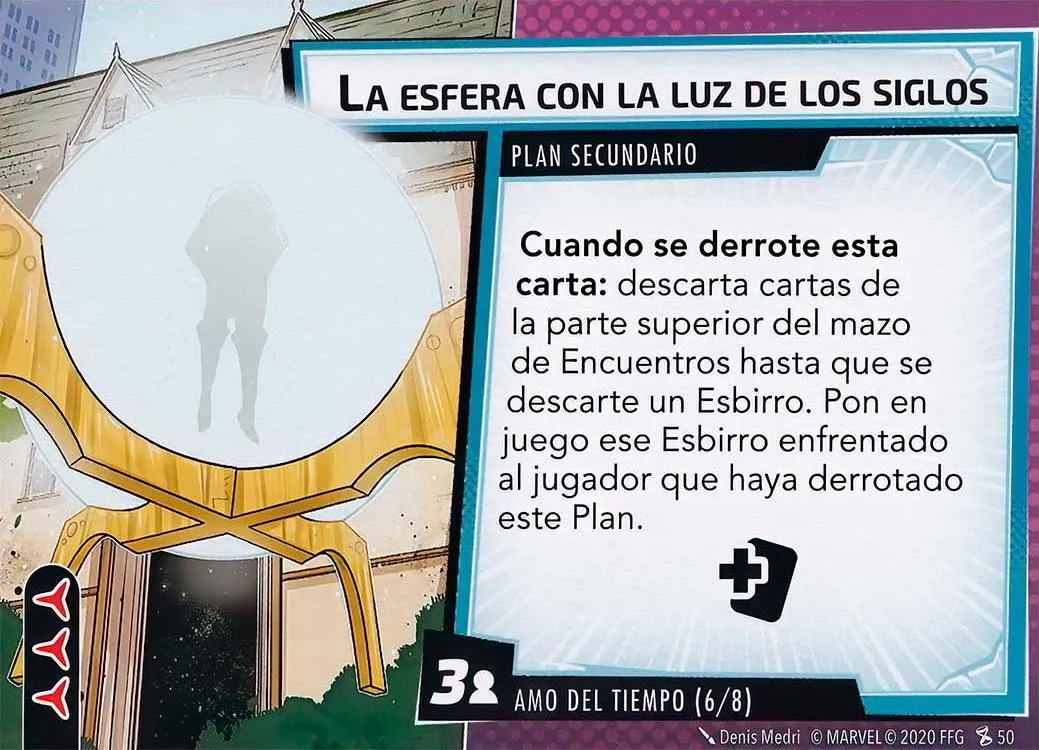 LA ESFERA CON LA LUZ DE LOS SIGLOS
PLAN SECUNDARIO
Cuando se derrote esta
carta: descarta cartas de
la parte superior del mazo
de Encuentros hasta que se
descarte un Esbirro. Pon en
juego ese Esbirro enfrentado
al jugador que haya derrotado
este Plan.
3
AMO DEL TIEMPO (6/8)
Denis Medri © MARVEL © 2020 FFG 50